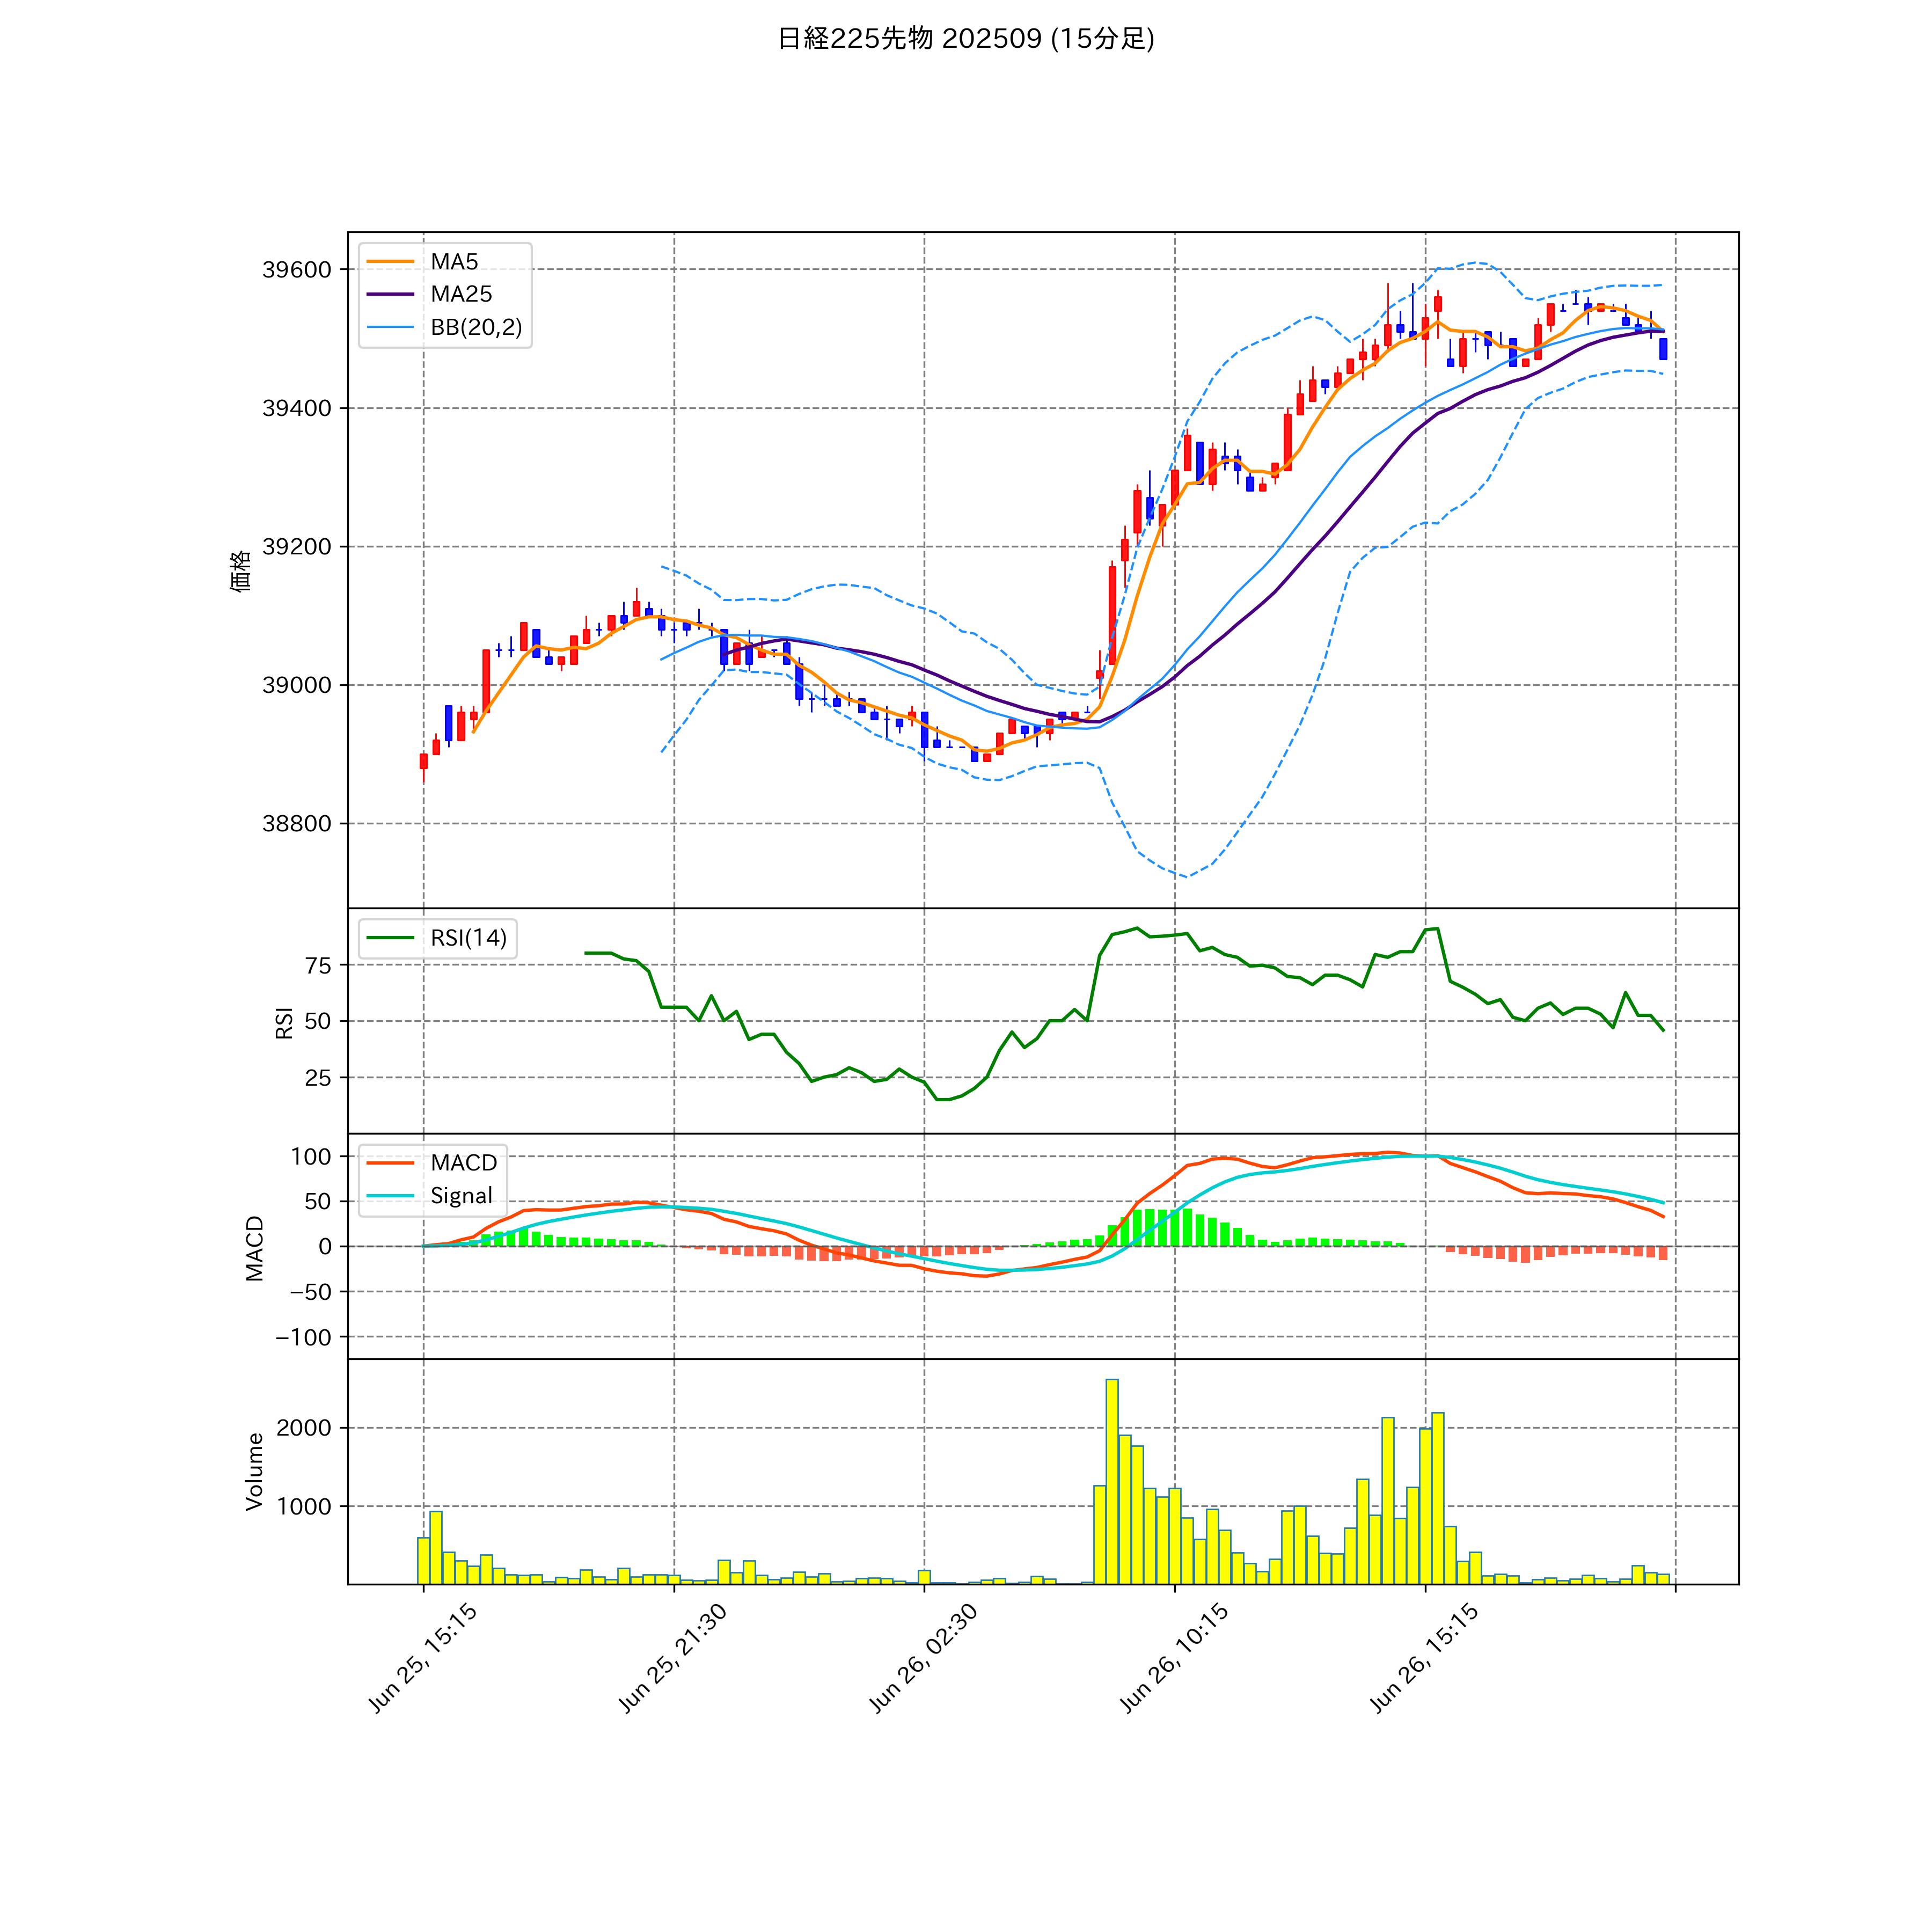 日経225先物 202509 (15分足)
MA5
MA25
BB(20,2)
価格
39600
39400
39200
39000
38800
RSI(14)
RSI
75
50
25
MACD
Signal
MACD
100
50
0
−50
−100
Volume
2000
1000
Jun 25, 15:15
Jun 25, 21:30
Jun 26, 02:30
Jun 26, 10:15
Jun 26, 15:15